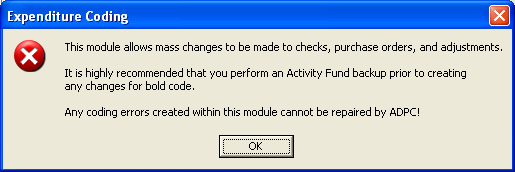 Expenditure Coding
This module allows mass changes to be made to checks, purchase orders, and adjustments.
It is highly recommended that you perform an Activity Fund backup prior to creating
any changes for bold code.
Any coding errors created within this module cannot be repaired by ADPC!
OK